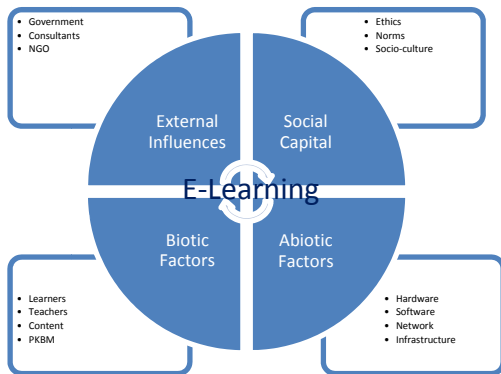 • Government
• Consultants
• NGO
• Ethics
• Norms
• Socio-culture
External
Influences
Social
Capital
E-Learning
Biotic
Factors
Abiotic
Factors
• Learners
• Teachers
• Content
• PKBM
• Hardware
• Software
• Network
• Infrastructure